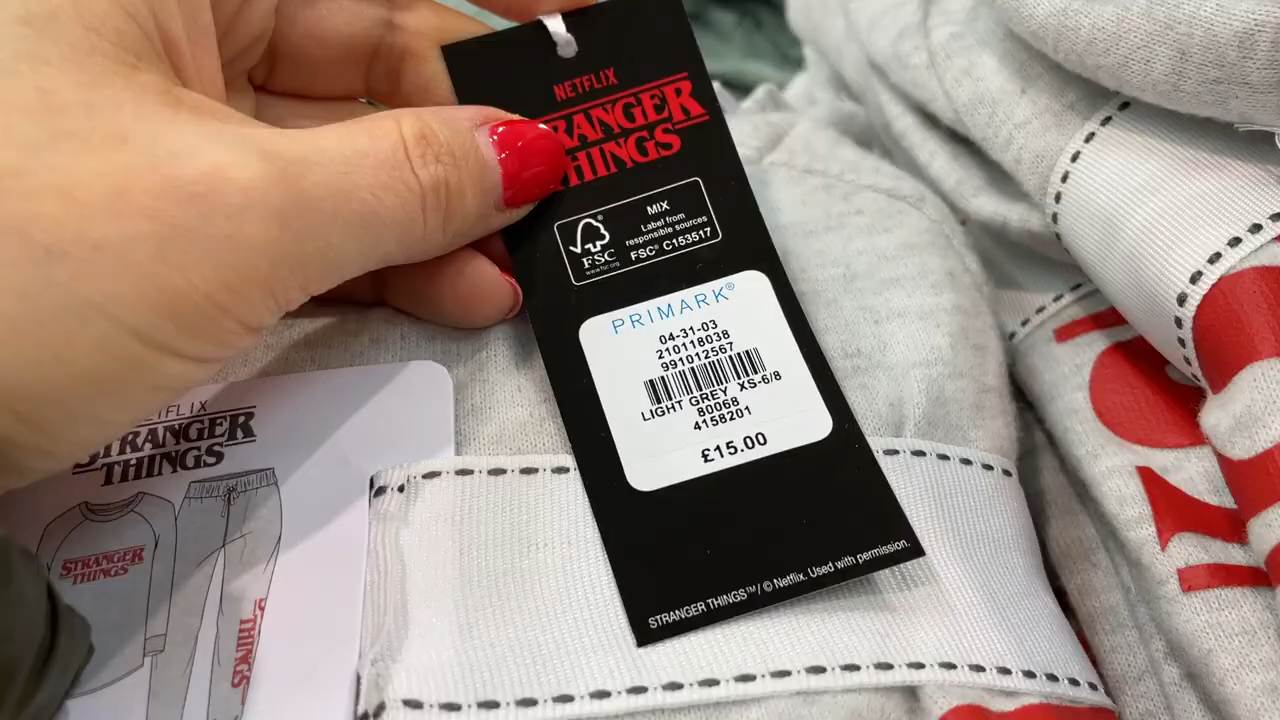 NETFLIX
RANGER
THINGS
MIX
Label from
responsible sources
FSC® C153517
FSC
www.fsc.org
PRIMARK®
04-31-03
210118038
991012567
LIGHT GREY XS-6/8
80068
4158201
£15.00
STRANGER THINGS™/ © Netflix. Used with permission.
NETFLIX
STRANGER
THINGS
STRANGER
THINGS
THINGS